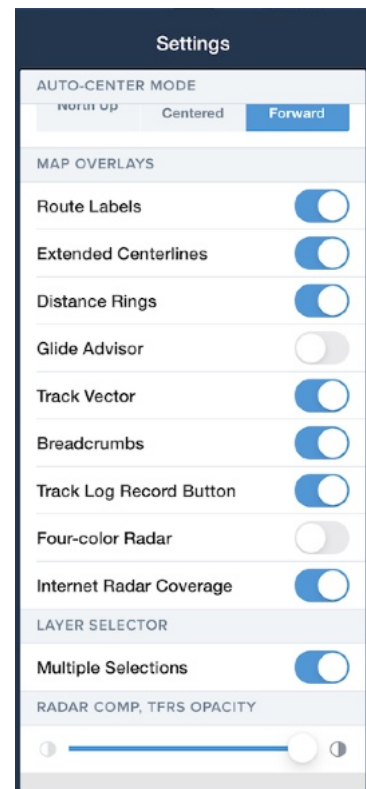 Settings
AUTO-CENTER MODE
North Up Centered Forward
MAP OVERLAYS
Route Labels
Extended Centerlines
Distance Rings
Glide Advisor
Track Vector
Breadcrumbs
Track Log Record Button
Four-color Radar
Internet Radar Coverage
LAYER SELECTOR
Multiple Selections
RADAR COMP, TFRS OPACITY